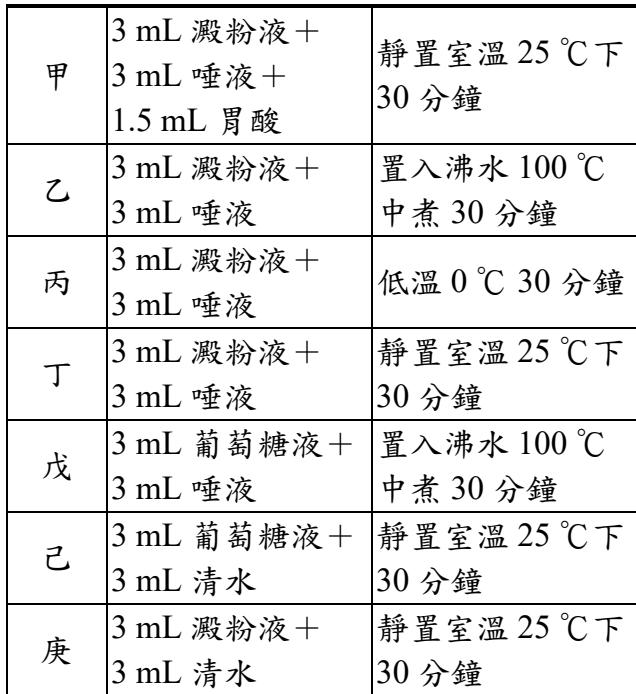 甲
3 mL 澱粉液＋
3 mL 唾液＋
1.5 mL 胃酸
靜置室溫 25 ℃下
30 分鐘
乙
3 mL 澱粉液＋
3 mL 唾液
置入沸水 100 ℃
中煮 30 分鐘
丙
3 mL 澱粉液＋
3 mL 唾液
低溫 0 ℃ 30 分鐘
丁
3 mL 澱粉液＋
3 mL 唾液
靜置室溫 25 ℃下
30 分鐘
戊
3 mL 葡萄糖液＋
3 mL 唾液
置入沸水 100 ℃
中煮 30 分鐘
己
3 mL 葡萄糖液＋
3 mL 清水
靜置室溫 25 ℃下
30 分鐘
庚
3 mL 澱粉液＋
3 mL 清水
靜置室溫 25 ℃下
30 分鐘